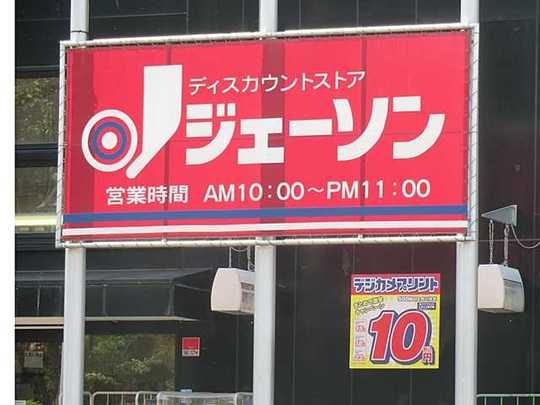 ディスカウントストア
ジェーソン
営業時間 AM10:00~PM11:00
デジカメプリント
10円